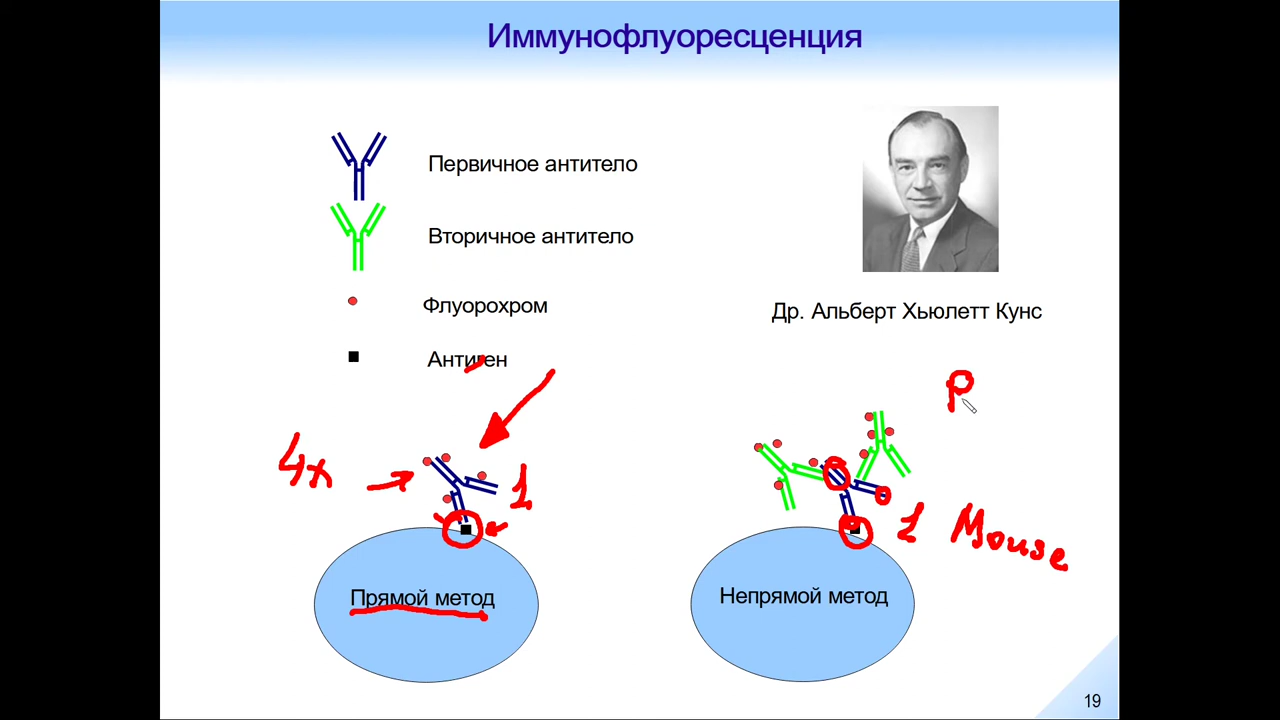 Иммунофлуоресценция
Первичное антитело
Вторичное антитело
Флуорохром
Др. Альберт Хьюлетт Кунс
Антиген
P
4x
1
1 Mouse
Прямой метод
Непрямой метод
19